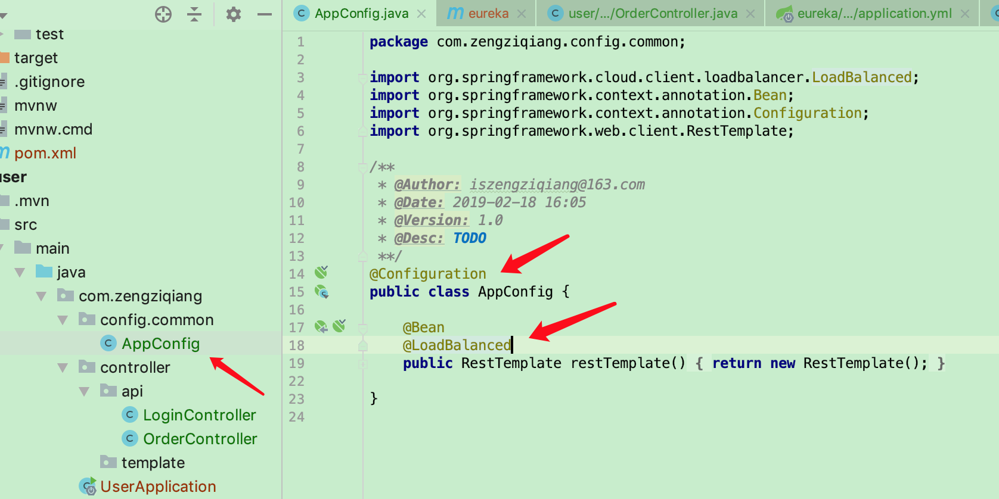 test
target
.gitignore
mvnw
mvnw.cmd
pom.xml
user
.mvn
src
main
java
com.zengziqiang
config.common
AppConfig
controller
api
LoginController
OrderController
template
UserApplication
AppConfig.java
eureka
user/.../OrderController.java
eureka/.../application.yml
1 package com.zengziqiang.config.common;
2
3 import org.springframework.cloud.client.loadbalancer.LoadBalanced;
4 import org.springframework.context.annotation.Bean;
5 import org.springframework.context.annotation.Configuration;
6 import org.springframework.web.client.RestTemplate;
7
8 /**
9 * @Author: iszengziqiang@163.com
10 * @Date: 2019-02-18 16:05
11 * @Version: 1.0
12 * @Desc: TODO
13 **/
14 @Configuration
15 public class AppConfig {
16
17 @Bean
18 @LoadBalanced
19 public RestTemplate restTemplate() { return new RestTemplate(); }
22
23 }
24